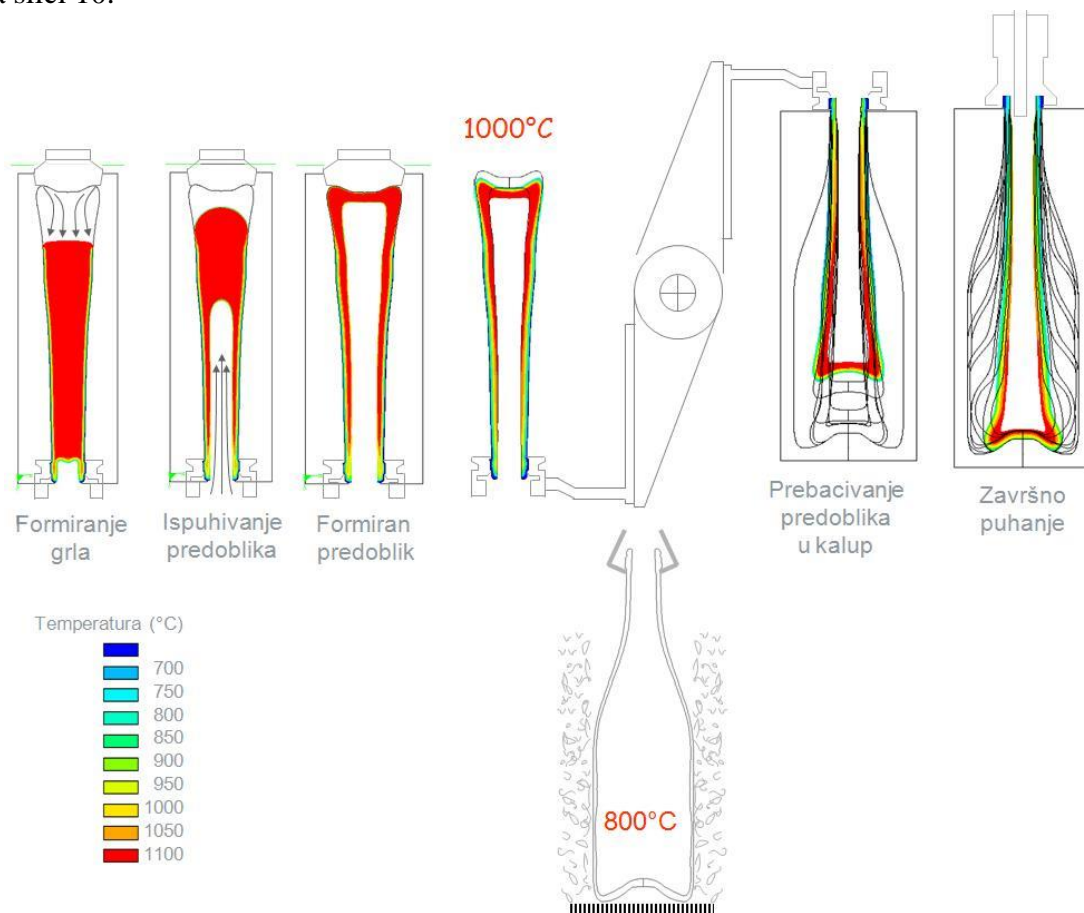 1000°C
Formiranje
grla
Ispuhivanje
predoblika
Formiran
predoblik
Prebacivanje
predoblika
u kalup
Završno
puhanje
Temperatura (°C)
700
750
800
850
900
950
1000
1050
1100
800°C